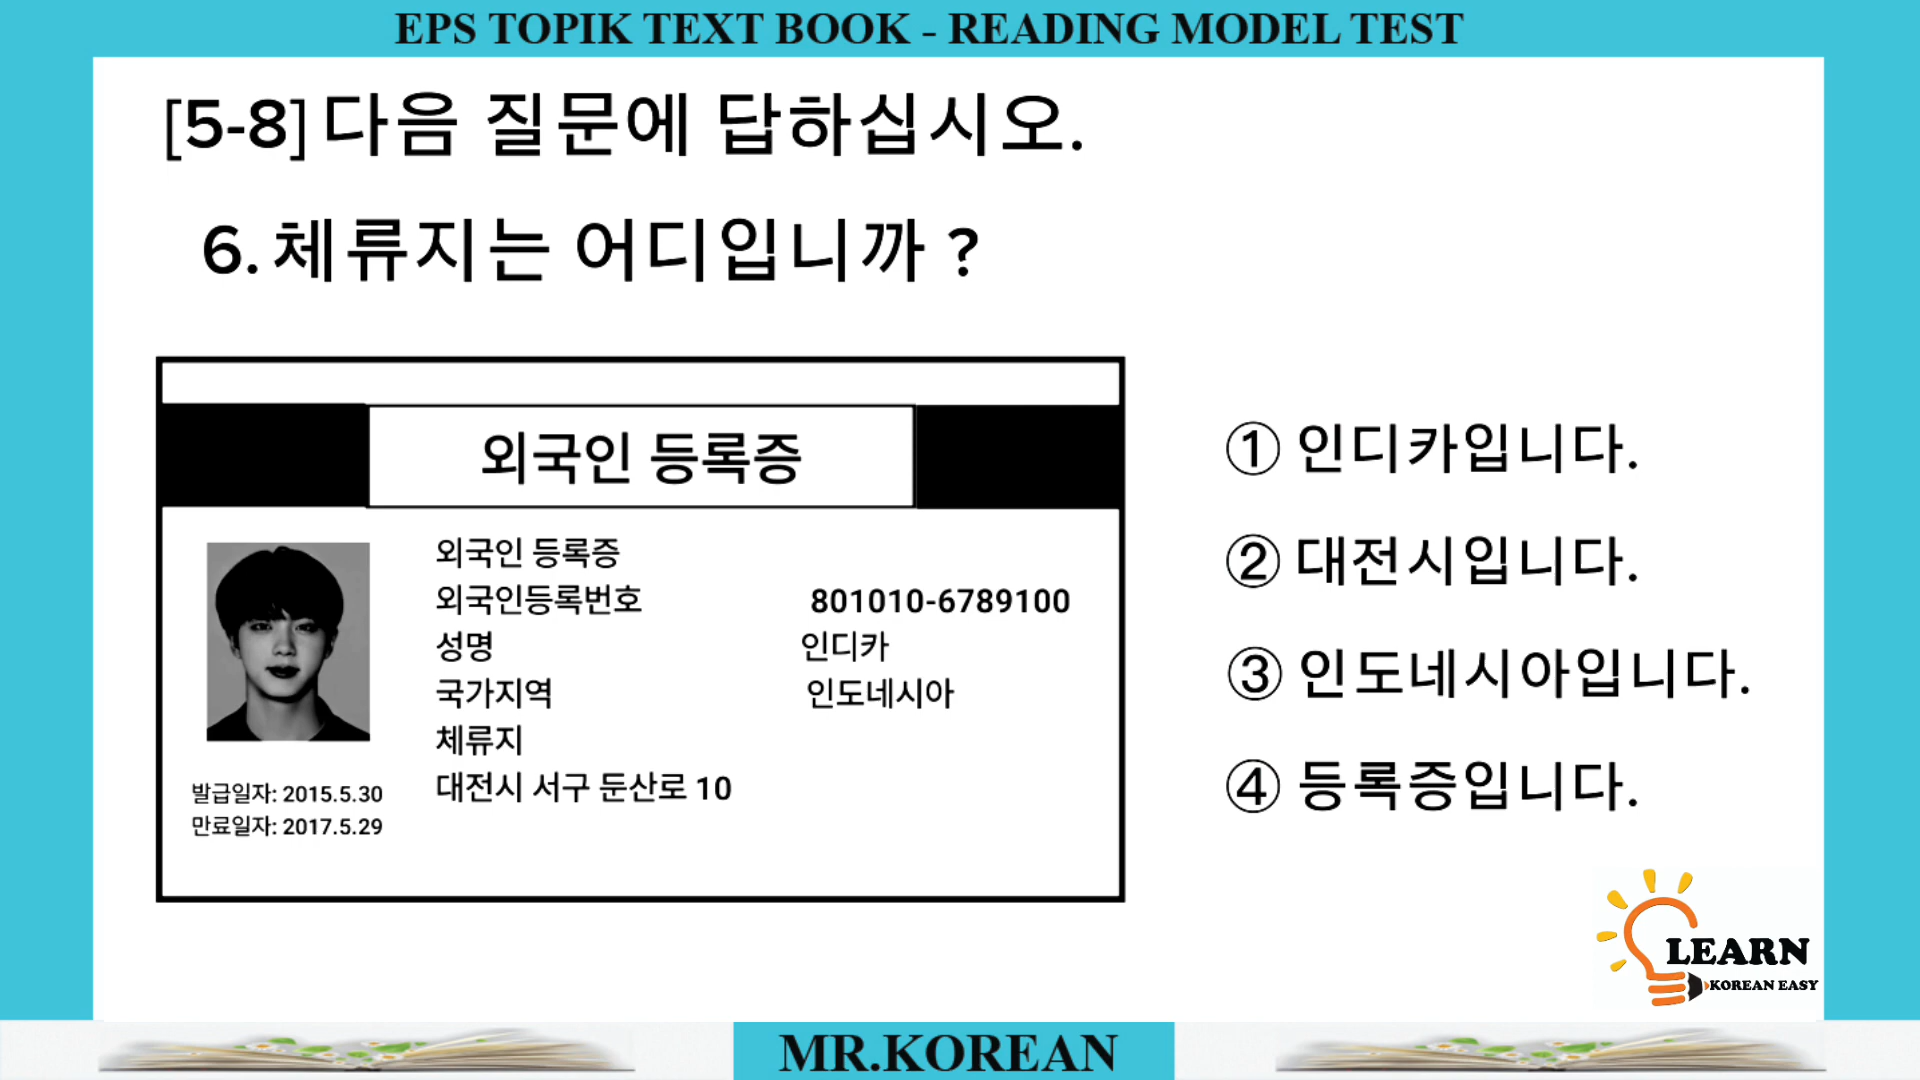 EPS TOPIK TEXT BOOK - READING MODEL TEST
[5-8] 다음 질문에 답하십시오.
6. 체류지는 어디입니까 ?
외국인 등록증
외국인 등록증
외국인등록번호 801010-6789100
성명 인디카
국가지역 인도네시아
체류지
대전시 서구 둔산로 10
발급일자: 2015.5.30
만료일자: 2017.5.29
① 인디카입니다.
② 대전시입니다.
③ 인도네시아입니다.
④ 등록증입니다.
LEARN
KOREAN EASY
MR.KOREAN